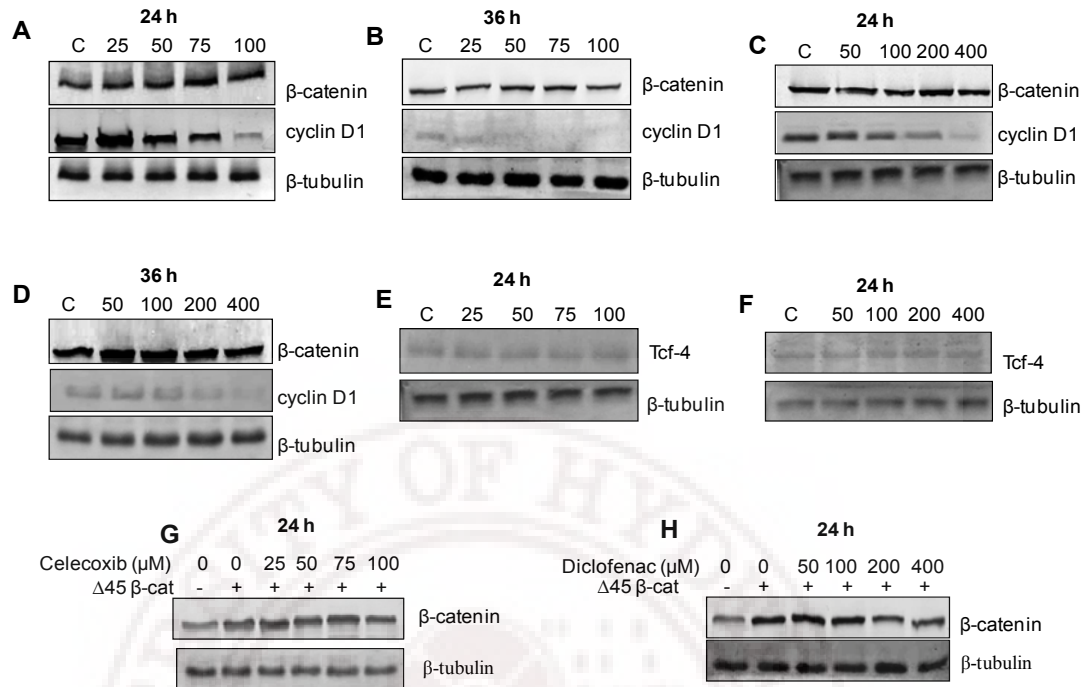 A
24 h
C 25 50 75 100
β-catenin
cyclin D1
β-tubulin
B
36 h
C 25 50 75 100
β-catenin
cyclin D1
β-tubulin
C
24 h
C 50 100 200 400
β-catenin
cyclin D1
β-tubulin
D
36 h
C 50 100 200 400
β-catenin
cyclin D1
β-tubulin
E
24 h
C 25 50 75 100
Tcf-4
β-tubulin
F
24 h
C 50 100 200 400
Tcf-4
β-tubulin
G
24 h
Celecoxib (μM) 0 0 25 50 75 100
Δ45 β-cat - + + + + +
β-catenin
β-tubulin
H
24 h
Diclofenac (μM) 0 0 50 100 200 400
Δ45 β-cat - + + + + +
β-catenin
β-tubulin